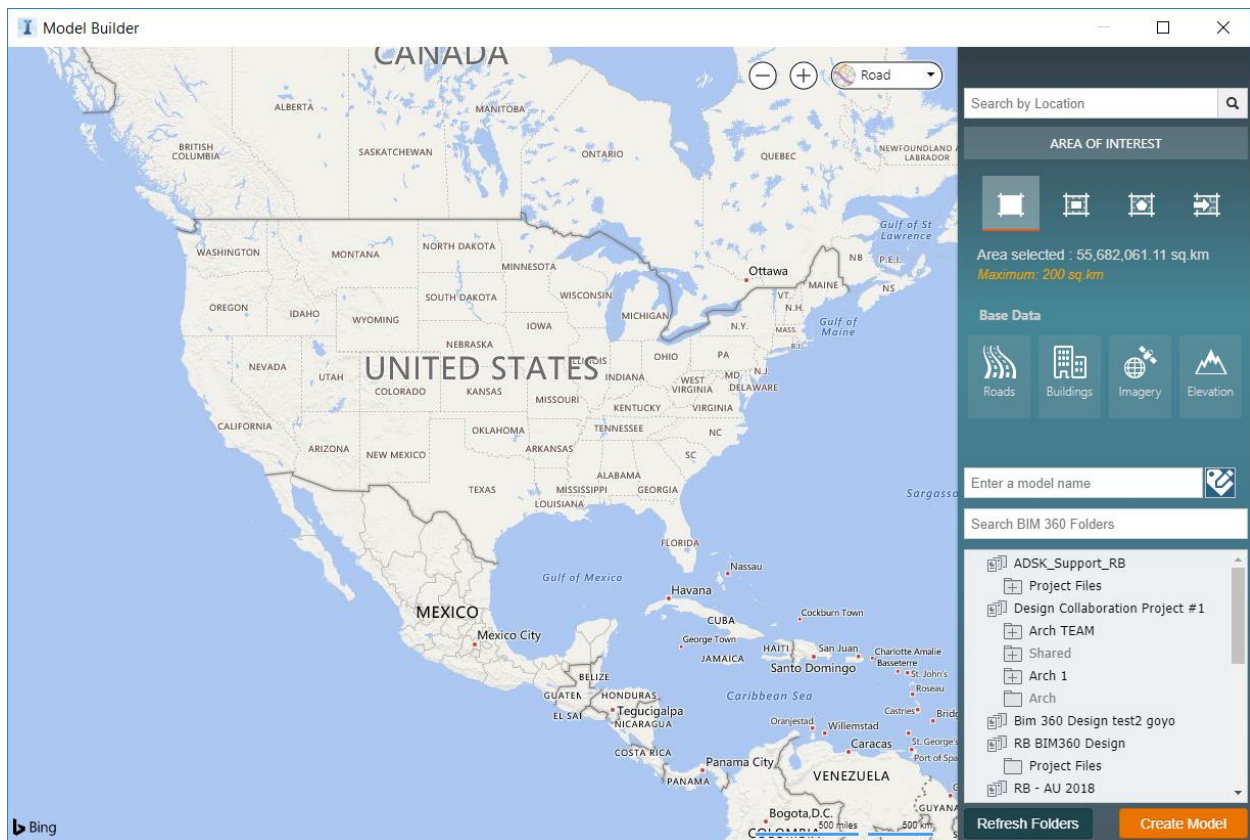 Model Builder
CANADA
Road
ALBERTA
MANITOBA
BRITISH
COLUMBIA
SASKATCHEWAN
ONTARIO
QUEBEC
NEWFOUNDLAND
LABRADOR
Gulf of St
Lawrence
WASHINGTON
MONTANA
NORTH DAKOTA
MINNESOTA
Ottawa
NB
P.E.I.
MAINE
NS
OREGON
IDAHO
WYOMING
SOUTH DAKOTA
WISCONSIN
MICHIGAN
VT.
N.H.
N.Y.
MASS.
R.I.
Gulf of
Maine
NEBRASKA
IOWA
NEVADA
UTAH
UNITED STATES
COLORADO
KANSAS
MISSOURI
ILLINOIS
INDIANA
OHIO
PA
N.J.
MD.
DELAWARE
WEST
VIRGINIA
KENTUCKY
VIRGINIA
CALIFORNIA
ARIZONA
NEW MEXICO
OKLAHOMA
ARKANSAS
TENNESSEE
NC
SC
TEXAS
ALABAMA
MISSISSIPPI
GEORGIA
LOUISIANA
Sargasso
FLORIDA
Gulf of Mexico
Nassau
Havana
MEXICO
Mexico City
CUBA
Cockburn Town
George Town
JAMAICA
HAITI
San Juan
Santo Domingo
Charlotte Amalie
Basseterre
St. John's
Roseau
BELIZE
GUATEM
HONDURAS
EL SAI
Tegucigalpa
NICARAGUA
Caribbean Sea
Castries
Bridg
Oranjestad
Willemstad
St. George's
Port of Spa
COSTA RICA
Caracas
Panama City
PANAMA
VENEZUELA
GUYANA
Bogota, D.C.
COLOMBIA
500 miles
500 km
Bing
Search by Location
AREA OF INTEREST
Area selected : 55,682,061.11 sq.km
Maximum: 200 sq.km
Base Data
Roads
Buildings
Imagery
Elevation
Enter a model name
Search BIM 360 Folders
ADSK_Support_RB
Project Files
Design Collaboration Project #1
Arch TEAM
Shared
Arch 1
Arch
Bim 360 Design test2 goyo
RB BIM360 Design
Project Files
RB - AU 2018
Refresh Folders
Create Model